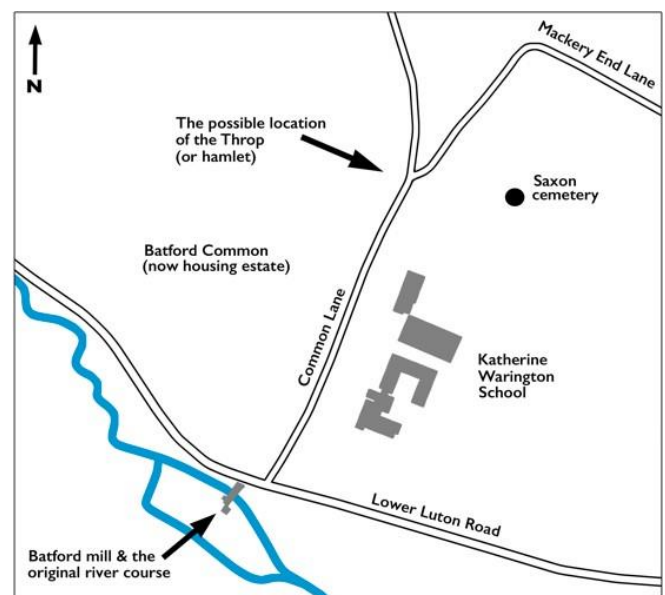 N
Mackery End Lane
The possible location
of the Throp
(or hamlet)
Saxon
cemetery
Batford Common
(now housing estate)
Common Lane
Katherine
Warington
School
Lower Luton Road
Batford mill & the
original river course